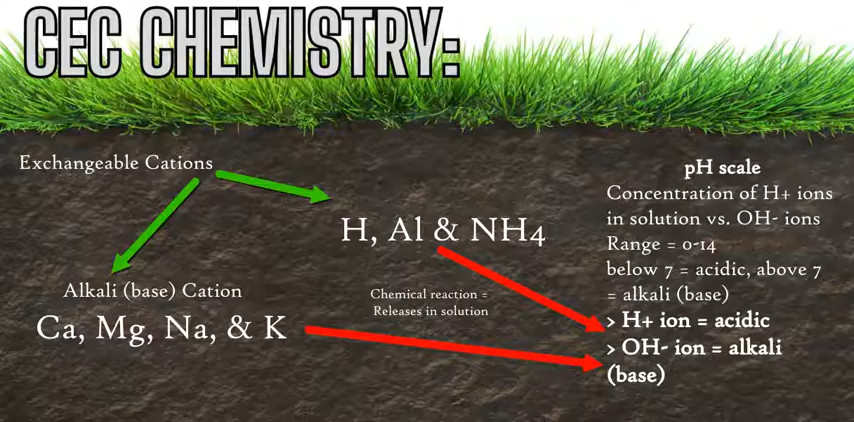 CEC CHEMISTRY:
Exchangeable Cations
H, Al & NH4
Alkali (base) Cation
Ca, Mg, Na, & K
Chemical reaction =
Releases in solution
pH scale
Concentration of H+ ions
in solution vs. OH- ions
Range = 0-14
below 7 = acidic, above 7
= alkali (base)
> H+ ion = acidic
> OH- ion = alkali
(base)